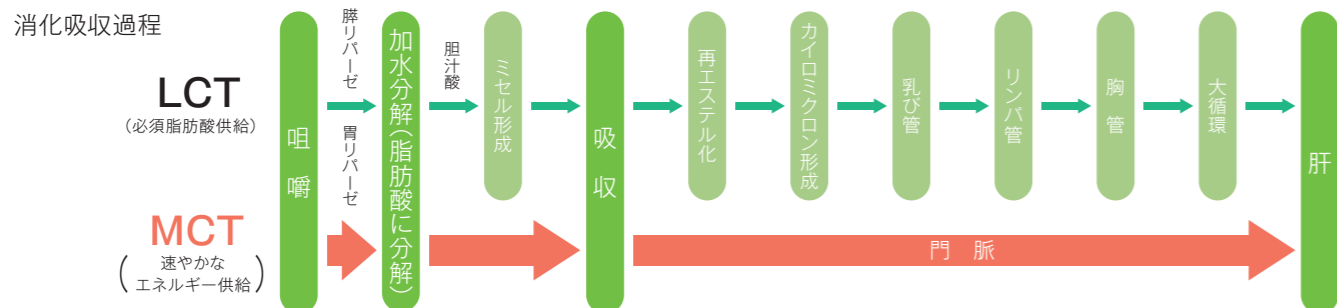 消化吸収過程
LCT
(必須脂肪酸供給)
MCT
(速やかな
エネルギー供給)
咀嚼
膵リパーゼ
胃リパーゼ
加水分解(脂肪酸に分解)
胆汁酸
ミセル形成
吸収
再エステル化
カイロミクロン形成
乳び管
リンパ管
胸管
大循環
門脈
肝